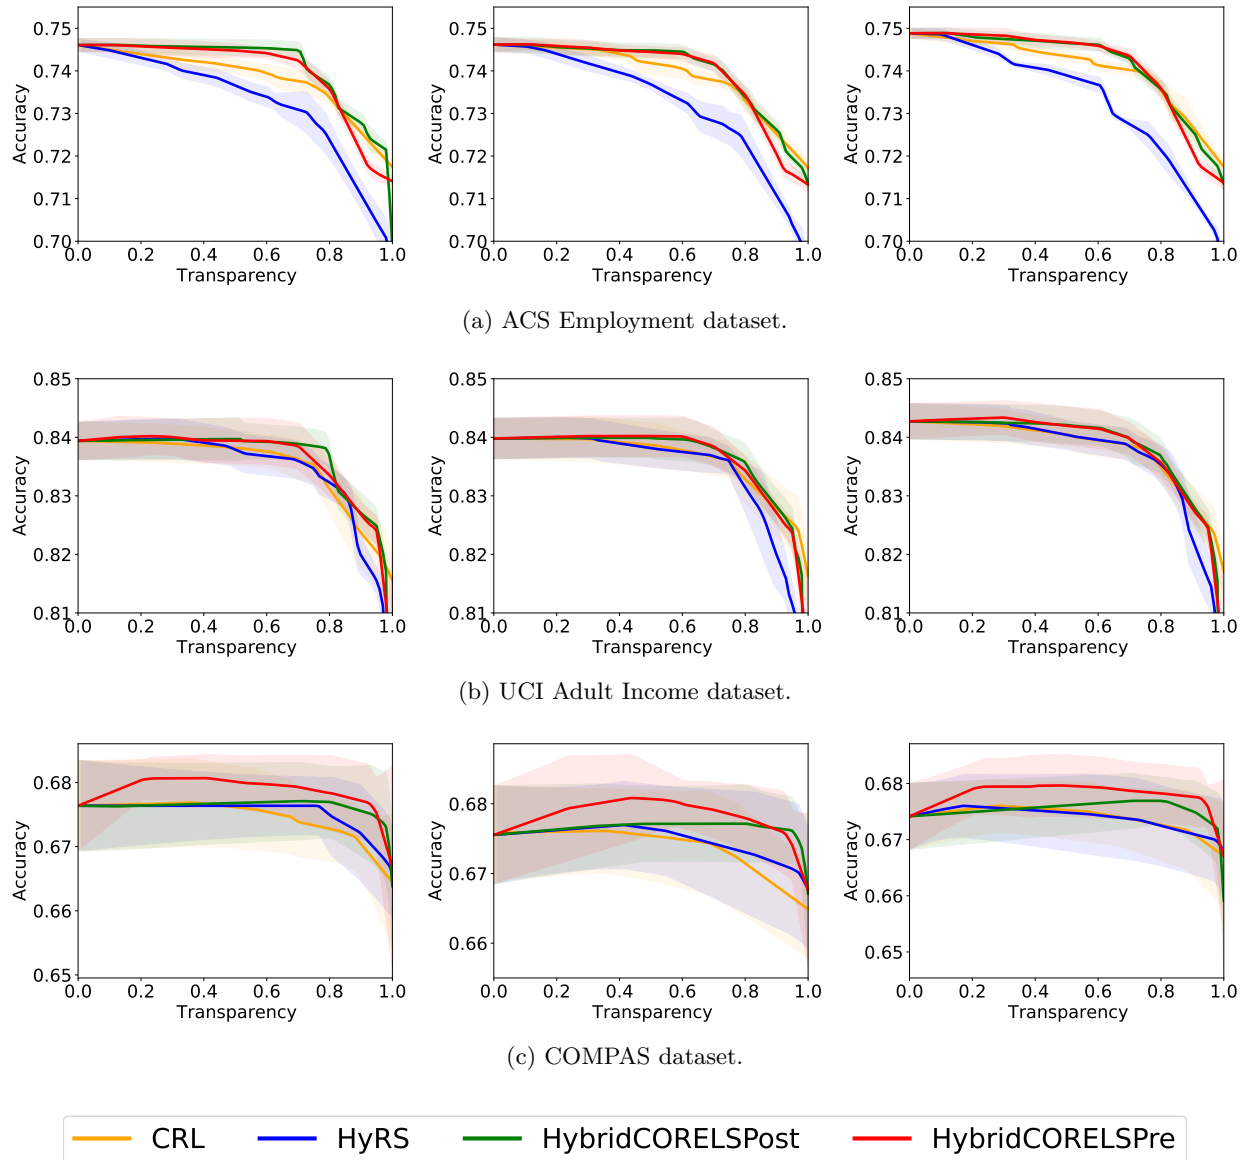 0.75
0.74
0.73
0.72
0.71
0.70
Accuracy
0.0 0.2 0.4 0.6 0.8 1.0
Transparency
0.75
0.74
0.73
0.72
0.71
0.70
Accuracy
0.0 0.2 0.4 0.6 0.8 1.0
Transparency
0.75
0.74
0.73
0.72
0.71
0.70
Accuracy
0.0 0.2 0.4 0.6 0.8 1.0
Transparency
(a) ACS Employment dataset.
0.85
0.84
0.83
0.82
0.81
Accuracy
0.0 0.2 0.4 0.6 0.8 1.0
Transparency
0.85
0.84
0.83
0.82
0.81
Accuracy
0.0 0.2 0.4 0.6 0.8 1.0
Transparency
0.85
0.84
0.83
0.82
0.81
Accuracy
0.0 0.2 0.4 0.6 0.8 1.0
Transparency
(b) UCI Adult Income dataset.
0.68
0.67
0.66
0.65
Accuracy
0.0 0.2 0.4 0.6 0.8 1.0
Transparency
0.68
0.67
0.66
Accuracy
0.0 0.2 0.4 0.6 0.8 1.0
Transparency
0.68
0.67
0.66
0.65
Accuracy
0.0 0.2 0.4 0.6 0.8 1.0
Transparency
(c) COMPAS dataset.
CRL HyRS HybridCORELSPost HybridCORELSPre